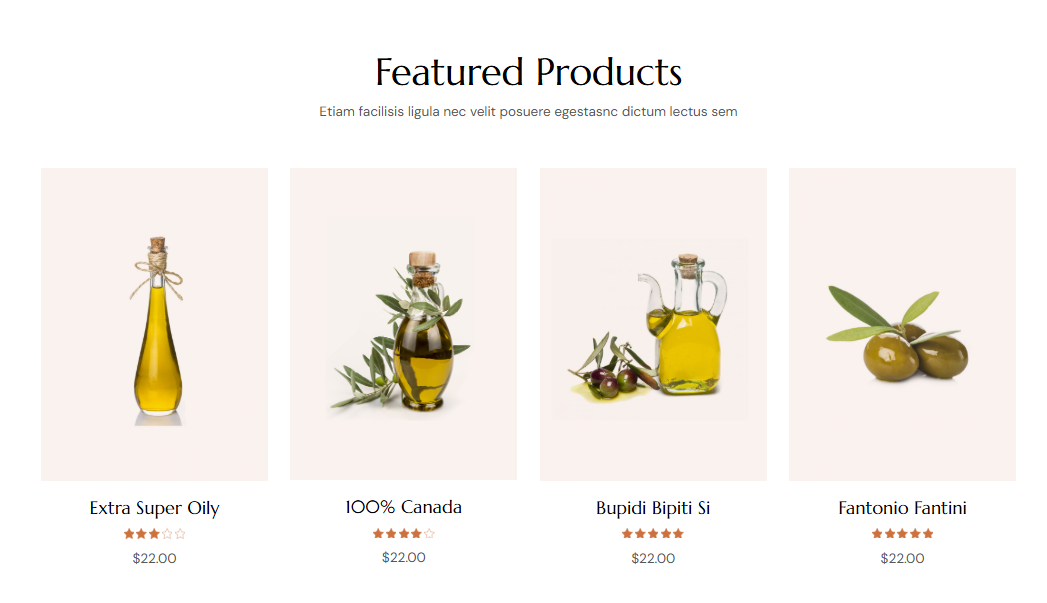 Featured Products
Etiam facilisis ligula nec velit posuere egestasnc dictum lectus sem
Extra Super Oily
$22.00
100% Canada
$22.00
Bupidi Bipiti Si
$22.00
Fantonio Fantini
$22.00